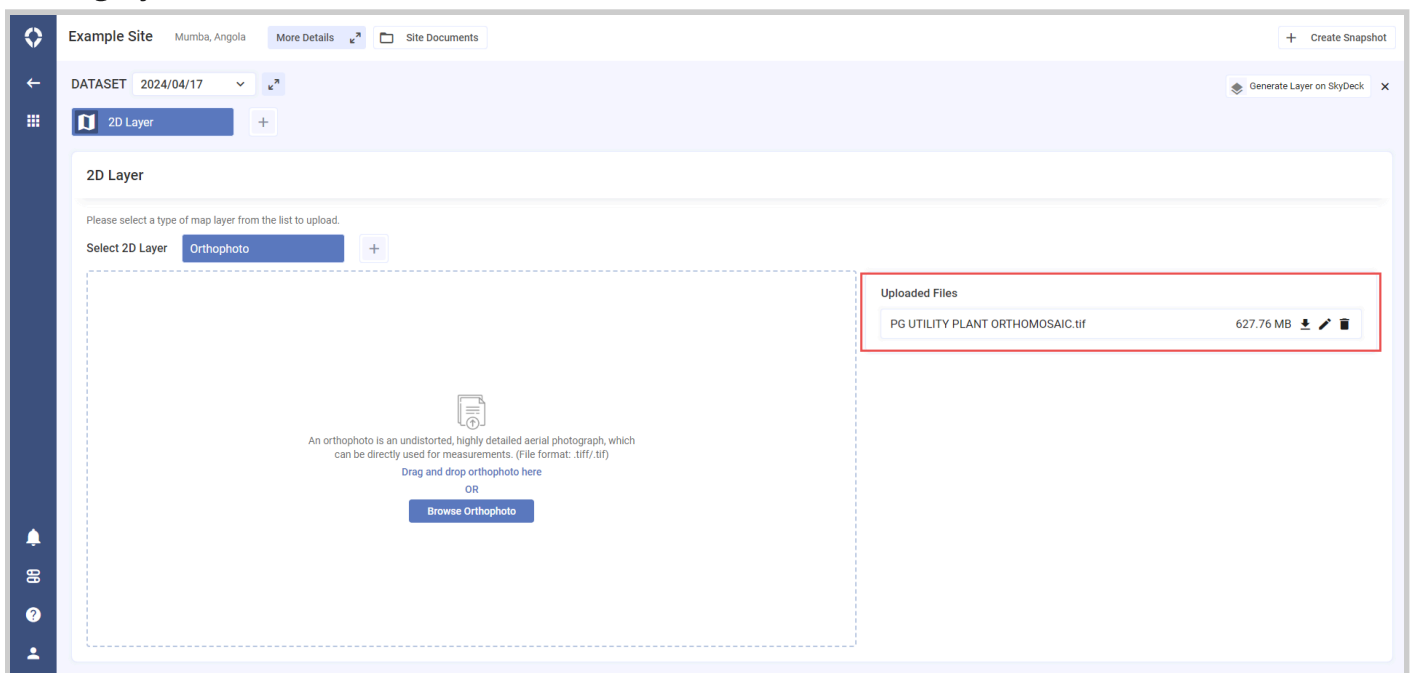 Example Site Mumba, Angola More Details Site Documents + Create Snapshot
DATASET 2024/04/17 Generate Layer on SkyDeck
2D Layer
2D Layer
Please select a type of map layer from the list to upload.
Select 2D Layer Orthophoto
Uploaded Files
PG UTILITY PLANT ORTHOMOSAIC.tif 627.76 MB
An orthophoto is an undistorted, highly detailed aerial photograph, which
can be directly used for measurements. (File format: .tiff/.tif)
Drag and drop orthophoto here
OR
Browse Orthophoto